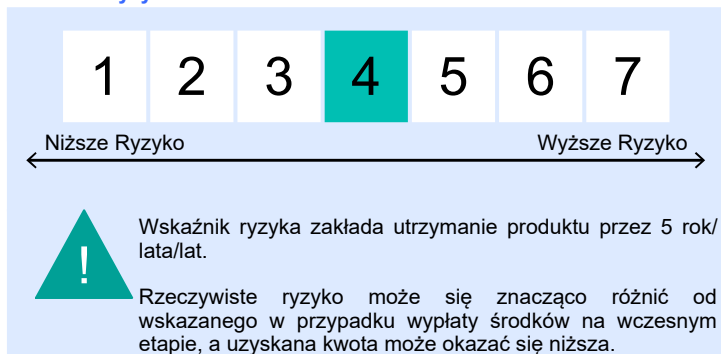 1 2 3 4 5 6 7
Niższe Ryzyko Wyższe Ryzyko
!
Wskaźnik ryzyka zakłada utrzymanie produktu przez 5 rok/
lata/lat.
Rzeczywiste ryzyko może się znacząco różnić od
wskazanego w przypadku wypłaty środków na wczesnym
etapie, a uzyskana kwota może okazać się niższa.